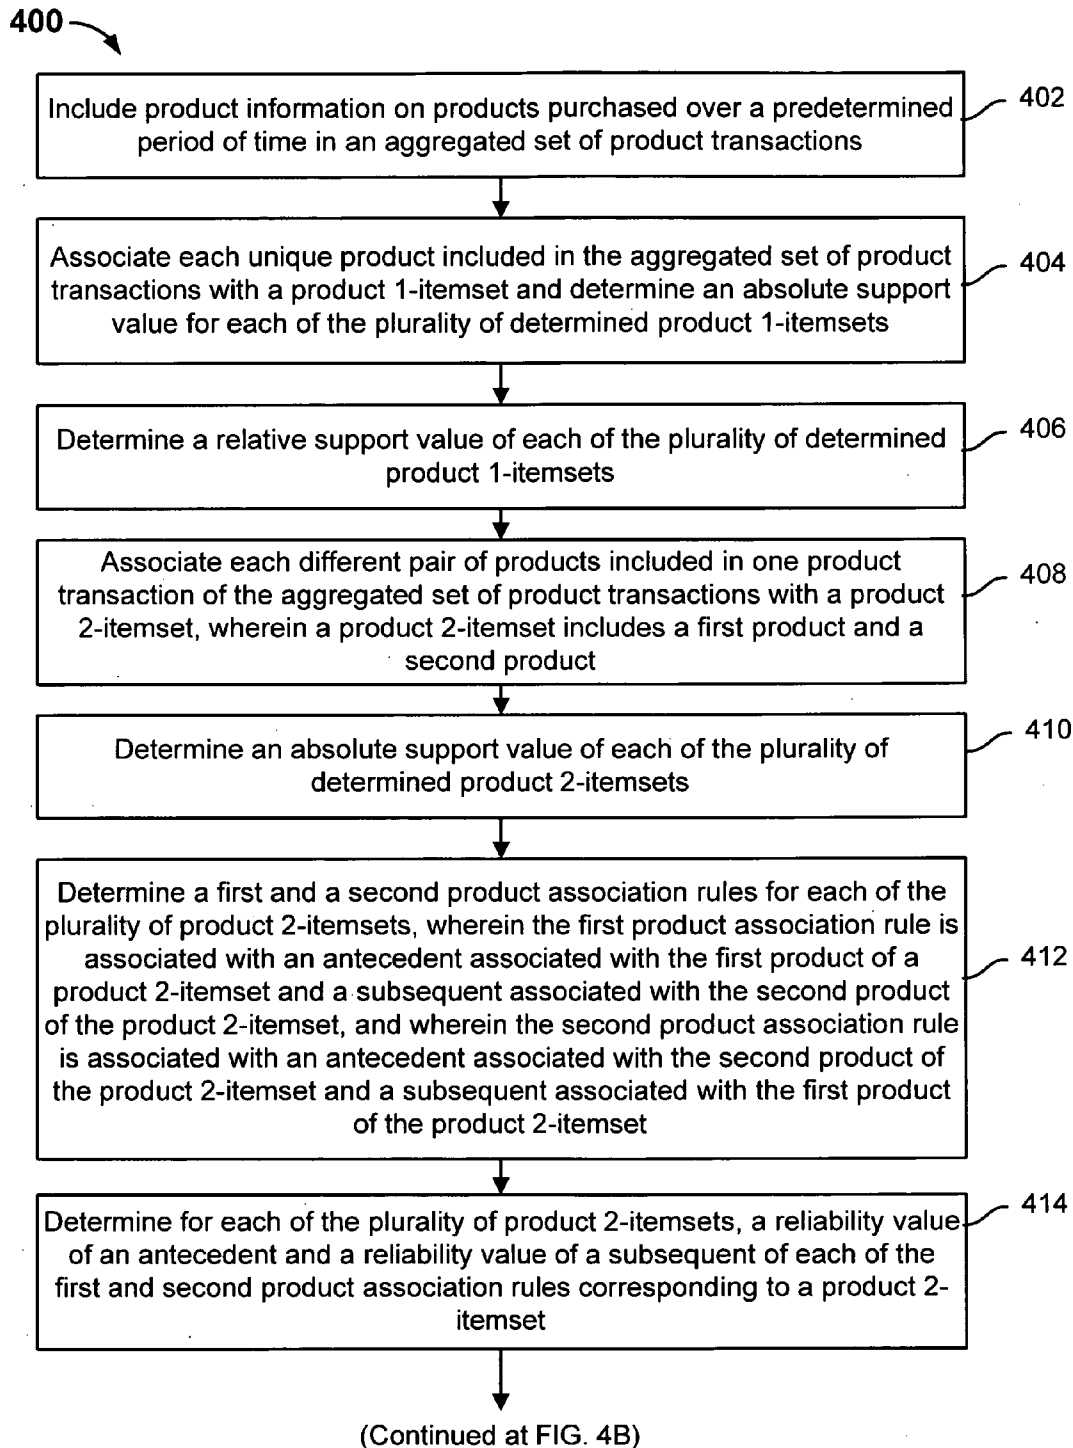 400
Include product information on products purchased over a predetermined
period of time in an aggregated set of product transactions
402
Associate each unique product included in the aggregated set of product
transactions with a product 1-itemset and determine an absolute support
value for each of the plurality of determined product 1-itemsets
404
Determine a relative support value of each of the plurality of determined
product 1-itemsets
406
Associate each different pair of products included in one product
transaction of the aggregated set of product transactions with a product
2-itemset, wherein a product 2-itemset includes a first product and a
second product
408
Determine an absolute support value of each of the plurality of
determined product 2-itemsets
410
Determine a first and a second product association rules for each of the
plurality of product 2-itemsets, wherein the first product association rule is
associated with an antecedent associated with the first product of a
product 2-itemset and a subsequent associated with the second product
of the product 2-itemset, and wherein the second product association rule
is associated with an antecedent associated with the second product of
the product 2-itemset and a subsequent associated with the first product
of the product 2-itemset
412
Determine for each of the plurality of product 2-itemsets, a reliability value
of an antecedent and a reliability value of a subsequent of each of the
first and second product association rules corresponding to a product 2-
itemset
414
(Continued at FIG. 4B)